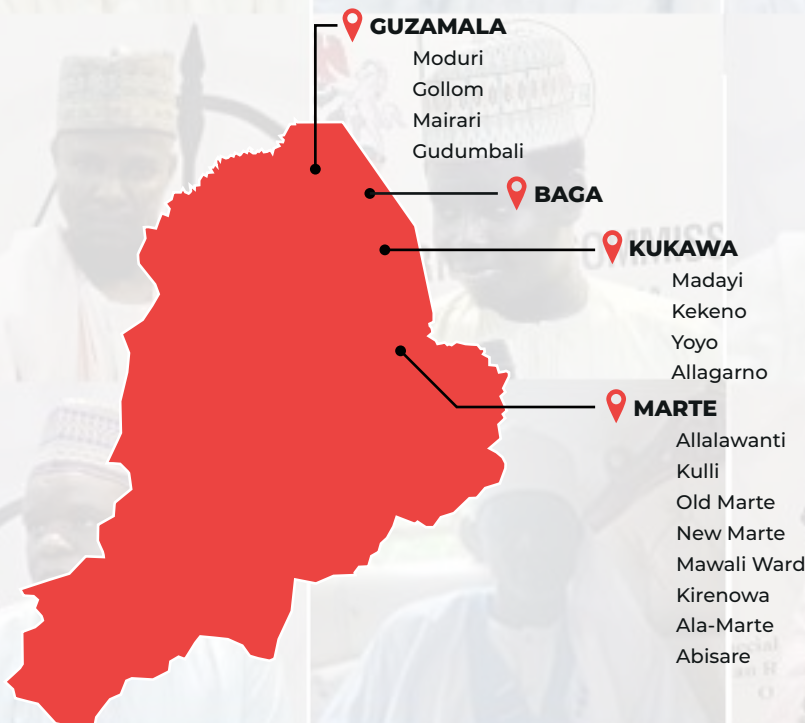 GUZAMALA
Moduri
Gollom
Mairari
Gudumbali
BAGA
KUKAWA
Madayi
Kekeno
Yoyo
Allagarno
MARTE
Allalawanti
Kulli
Old Marte
New Marte
Mawali Ward
Kirenowa
Ala-Marte
Abisare